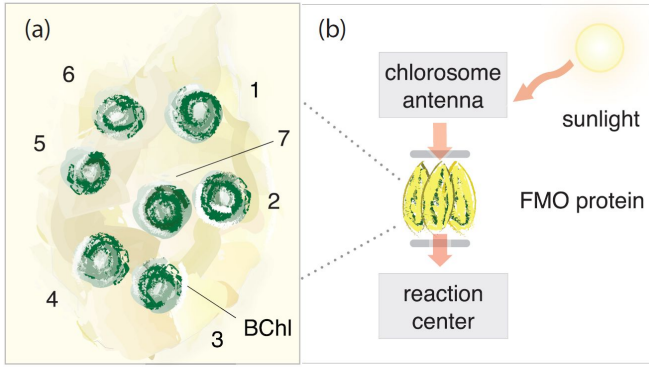 (a)
6
1
5
7
2
4
3
BChl
(b)
chlorosome
antenna
sunlight
FMO protein
reaction
center